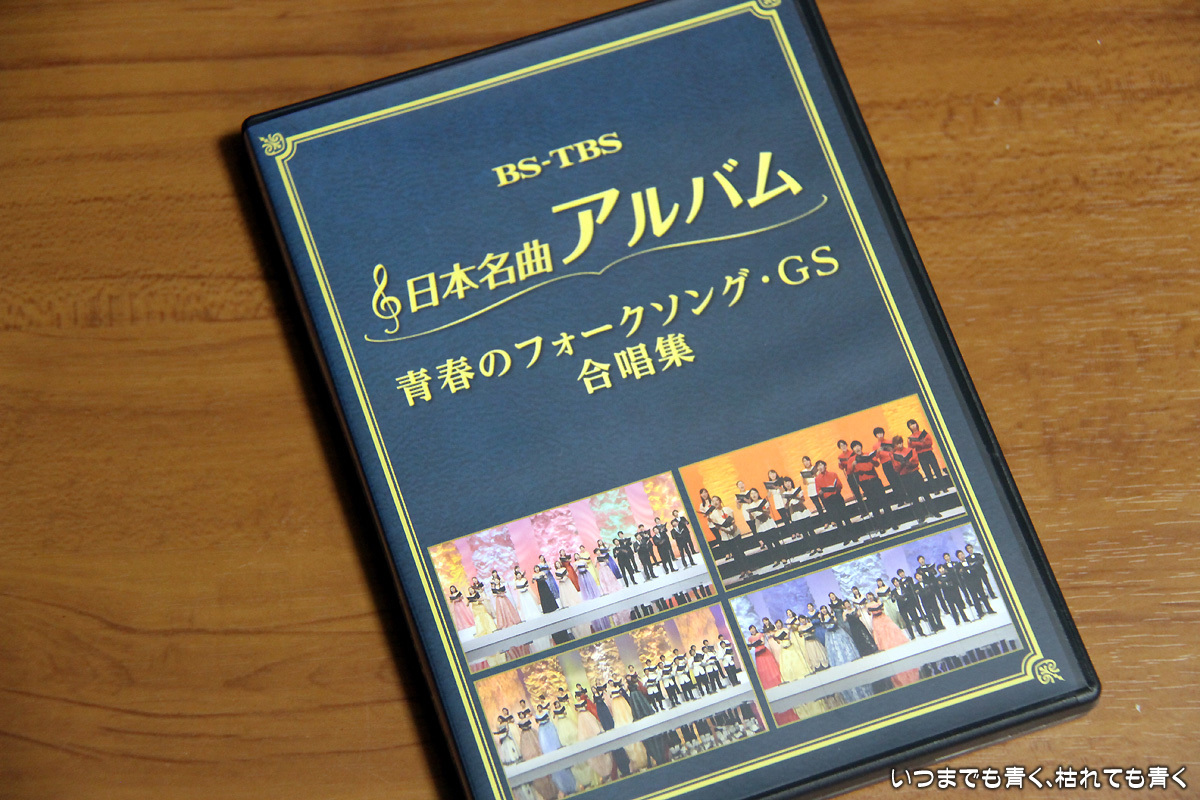 BS-TBS
日本名曲アルバム
青春のフォークソング・GS
合唱集
いつまでも青く、枯れても青く